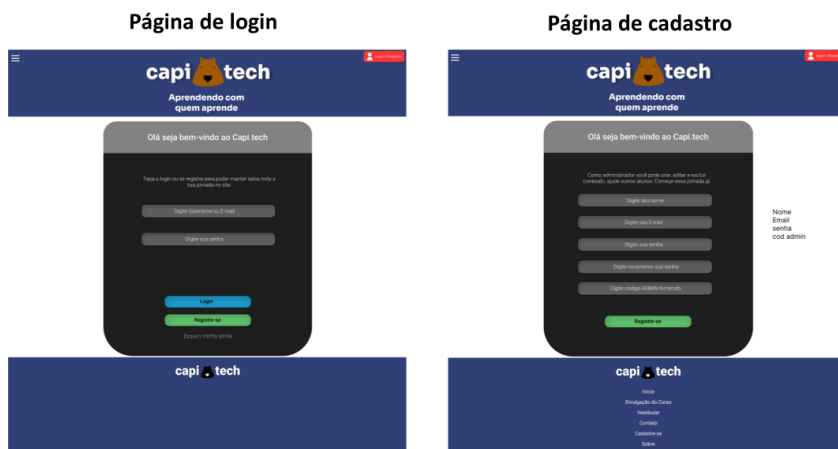 Página de login
Login / Registre
capi tech
Aprendendo com
quem aprende
Olá seja bem-vindo ao Capi.tech
Faça o login ou se registre para poder manter salva toda a
sua jornada no site.
Digite Username ou E-mail
Digite sua senha
Login
Registre-se
Esqueci minha senha
capi tech
Página de cadastro
capi tech
Aprendendo com
quem aprende
Olá seja bem-vindo ao Capi.tech
Como administrador você pode criar, editar e excluir
conteudo, ajude outros alunos. Começe essa jornada já.
Digite seu nome
Digite seu E-mail
Digite sua senha
Digite novamente sua senha
Digite codigo ADMIN fornecido
Registre-se
Nome
Email
senha
cod admin
capi tech
Inicio
Divulgação do Curso
Vestibular
Contato
Cadastre-se
Sobre